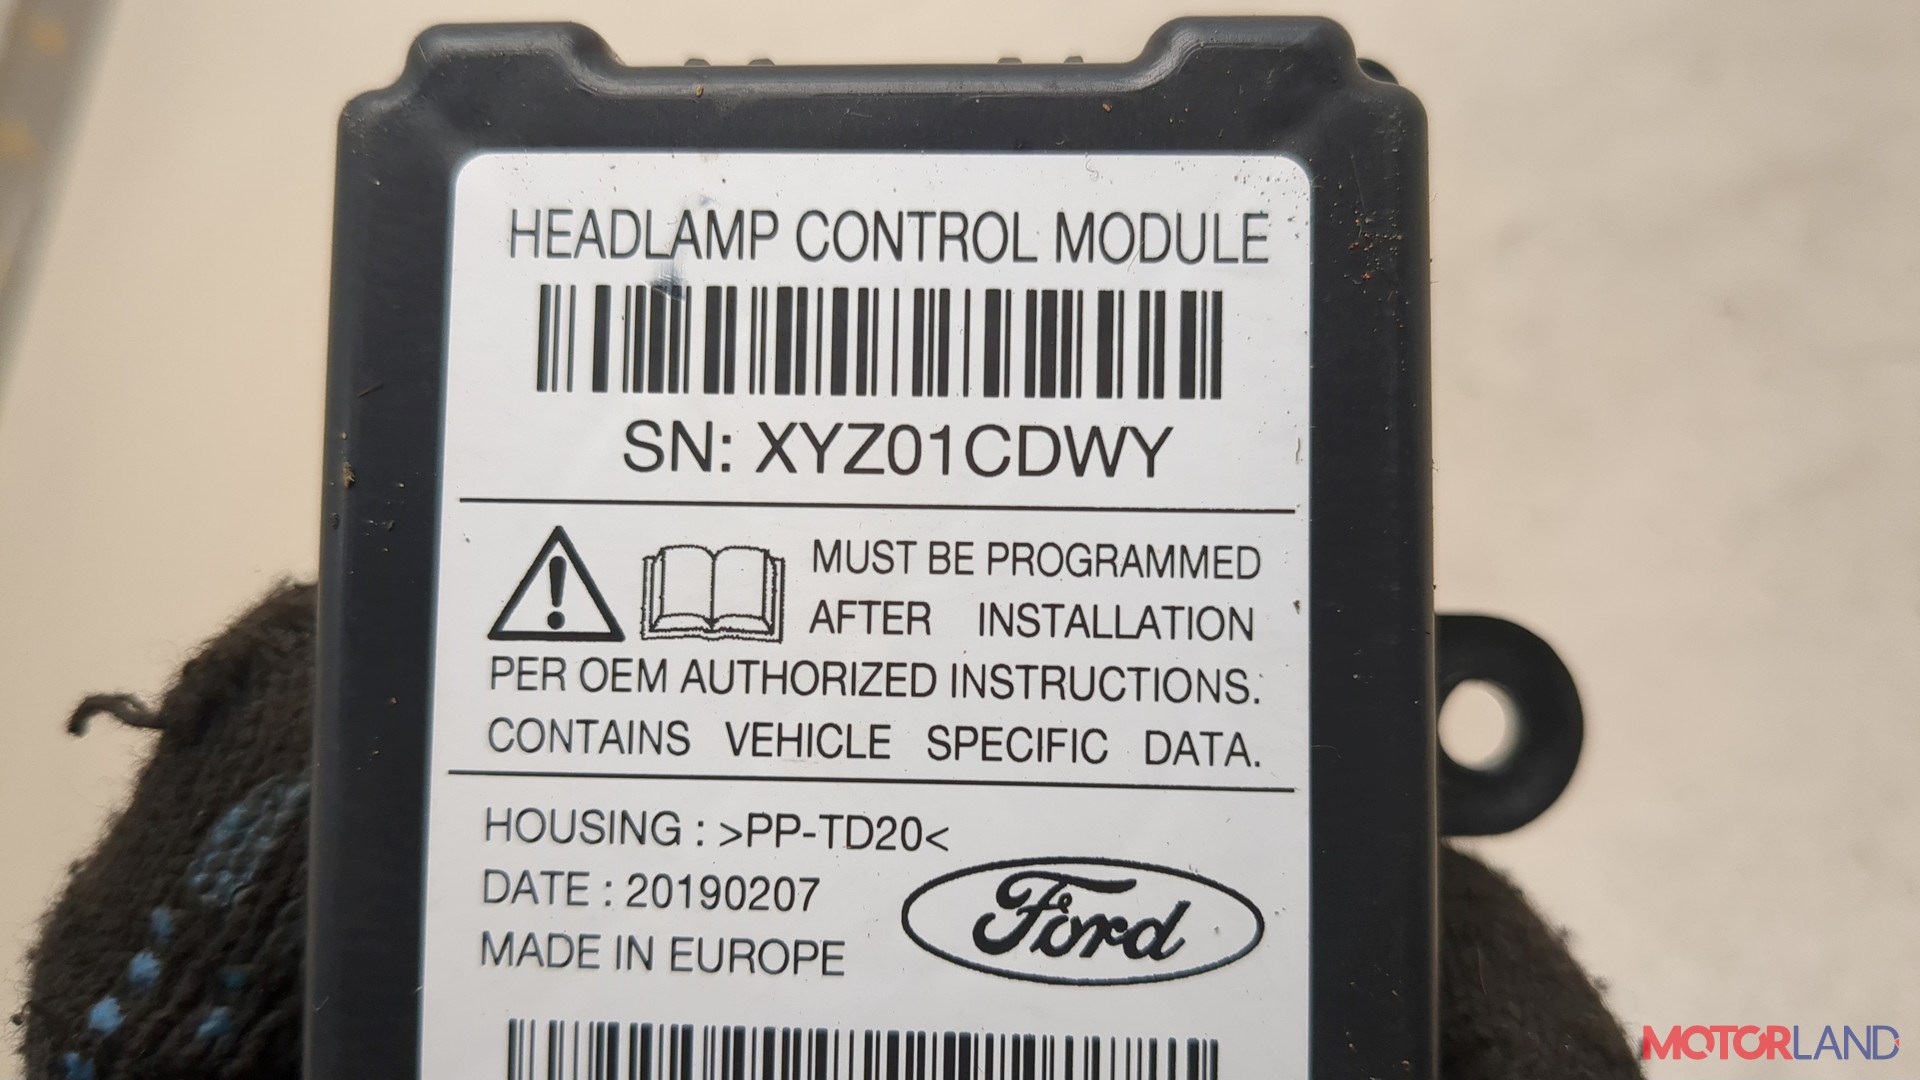 HEADLAMP CONTROL MODULE
SN: XYZ01CDWY
MUST BE PROGRAMMED
AFTER INSTALLATION
PER OEM AUTHORIZED INSTRUCTIONS.
CONTAINS VEHICLE SPECIFIC DATA.
HOUSING : >PP-TD20<
DATE : 20190207
MADE IN EUROPE
Ford
MOTORLAND